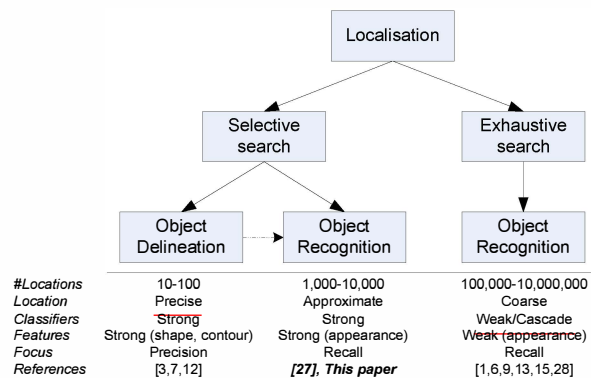 Localisation
Selective
search
Exhaustive
search
Object
Delineation
Object
Recognition
Object
Recognition
#Locations 10-100 1,000-10,000 100,000-10,000,000
Location Precise Approximate Coarse
Classifiers Strong Strong Weak/Cascade
Features Strong (shape, contour) Strong (appearance) Weak (appearance)
Focus Precision Recall Recall
References [3,7,12] [27], This paper [1,6,9,13,15,28]